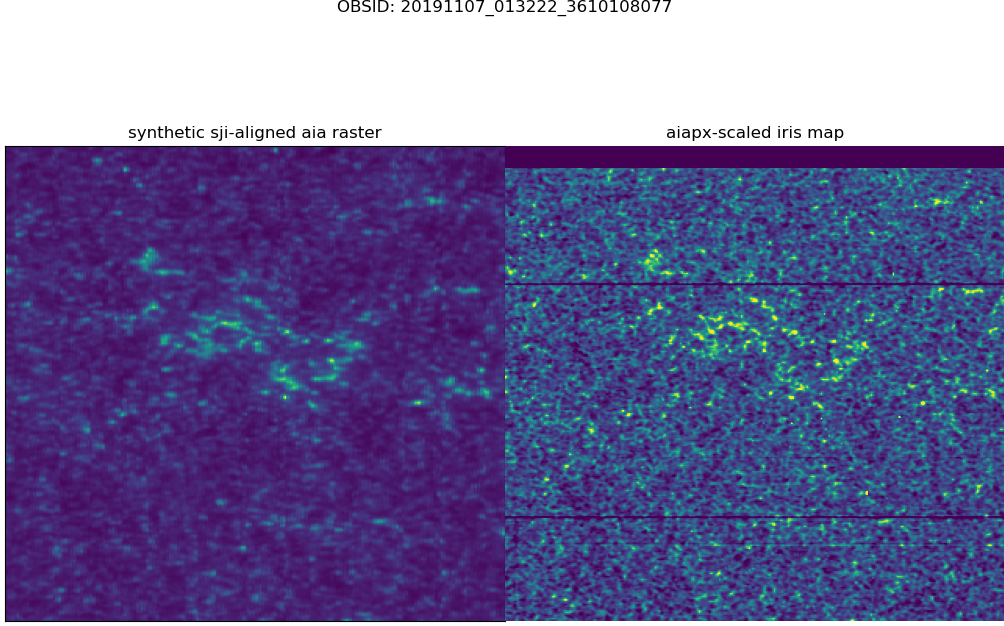 OBSID: 20191107_013222_3610108077
synthetic sji-aligned aia raster
aiapx-scaled iris map